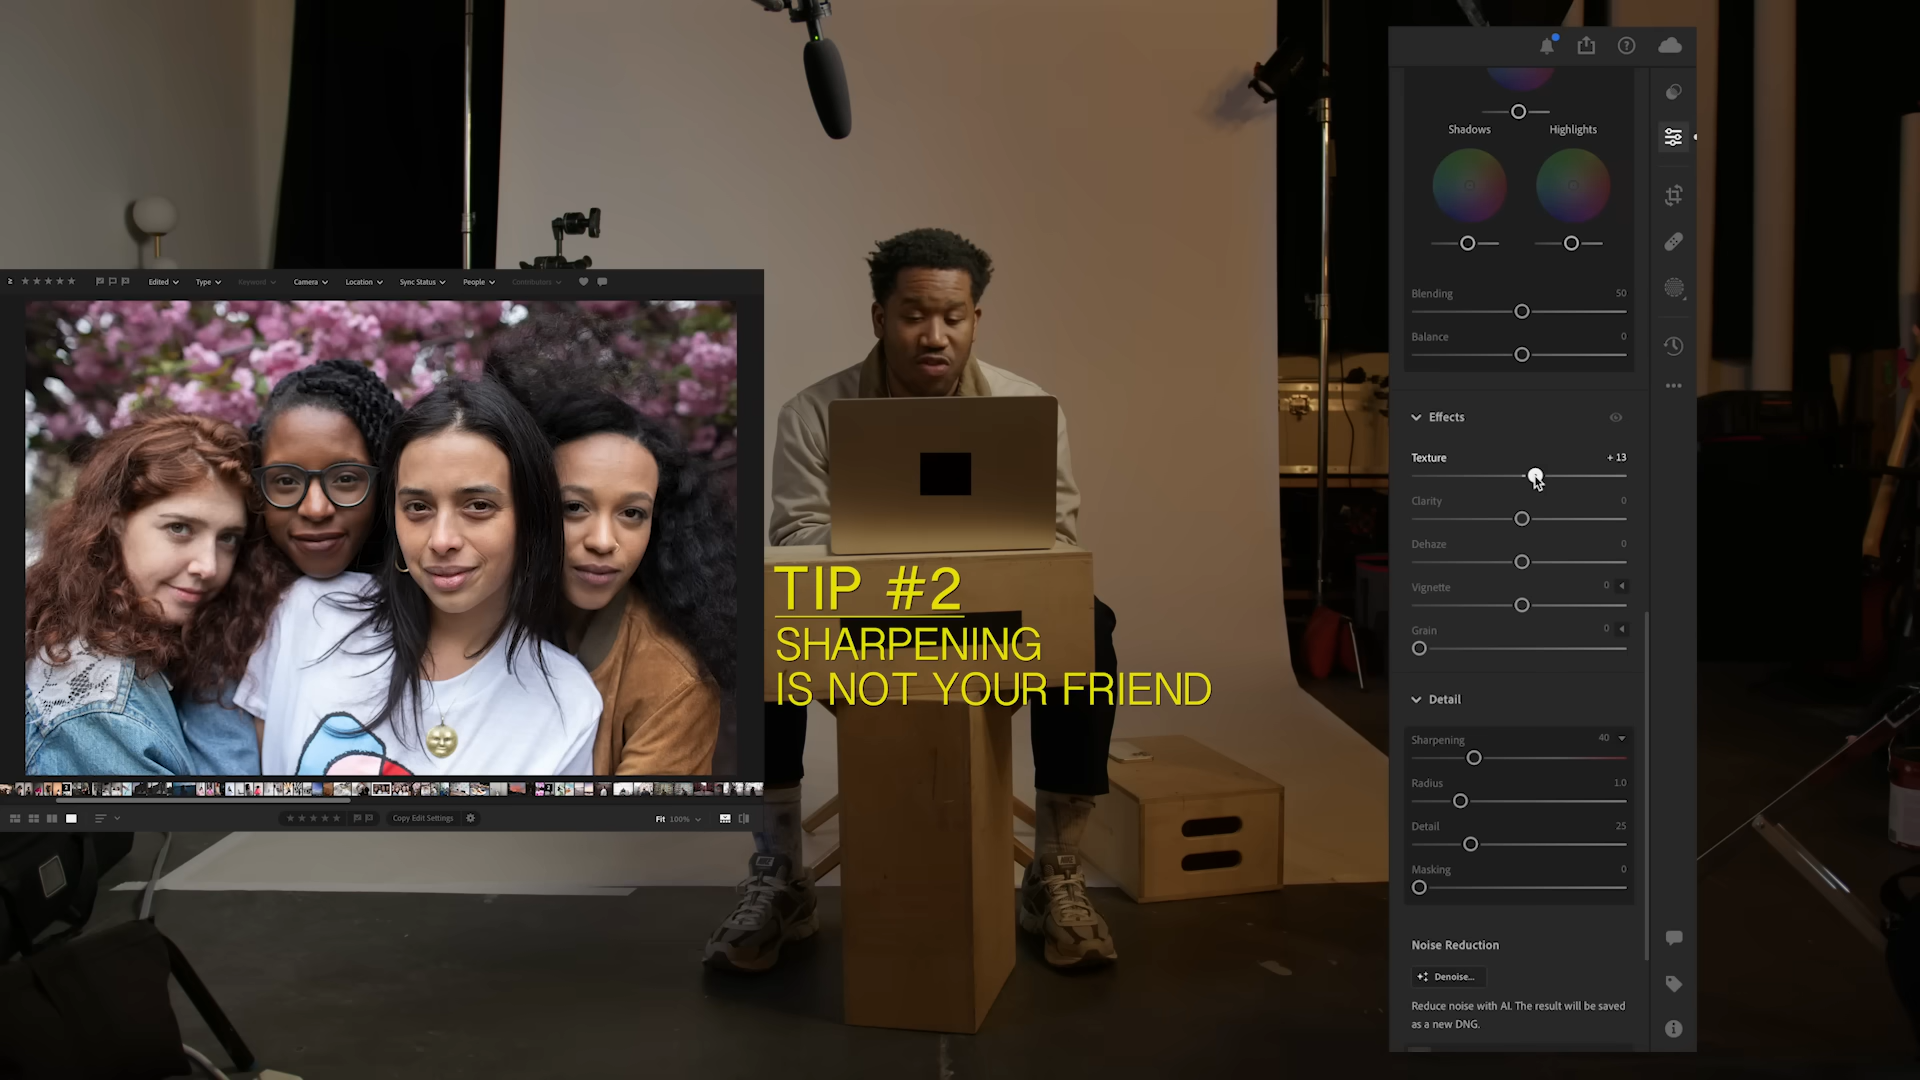 Edited Type Keyword Camera Location Sync Status People Contributors
Copy Edit Settings
Fit 100%
TIP #2
SHARPENING
IS NOT YOUR FRIEND
Shadows Highlights
Blending 50
Balance 0
Effects
Texture + 13
Clarity 0
Dehaze 0
Vignette 0
Grain 0
Detail
Sharpening 40
Radius 1.0
Detail 25
Masking 0
Noise Reduction
Denoise...
Reduce noise with AI. The result will be saved
as a new DNG.